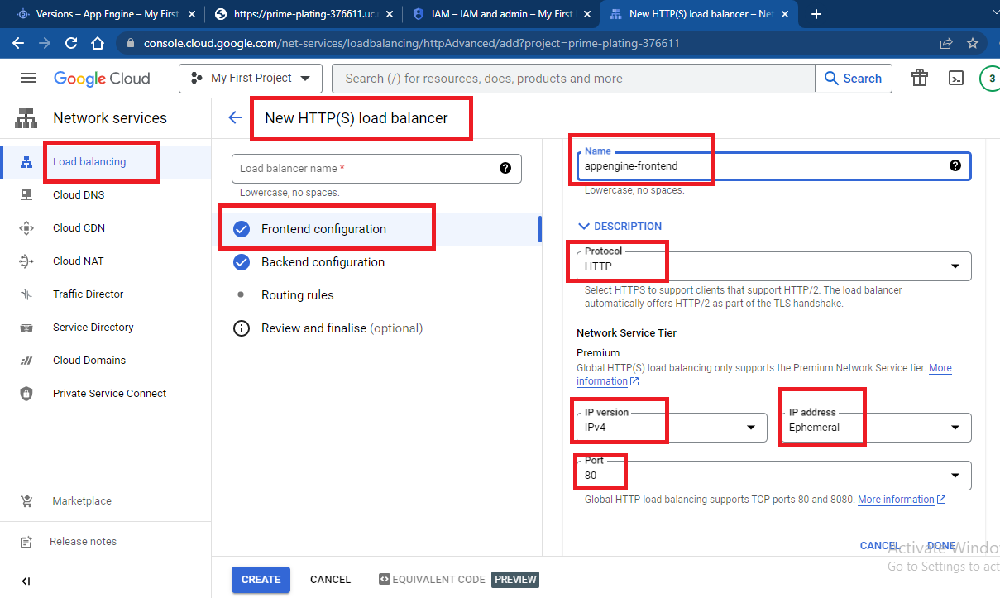 Versions – App Engine – My First
https://prime-plating-376611.uc.r
IAM – IAM and admin – My First
New HTTP(S) load balancer – Net
console.cloud.google.com/net-services/loadbalancing/httpAdvanced/add?project=prime-plating-376611
Google Cloud
My First Project
Search (/) for resources, docs, products and more
Search
3
Network services
Load balancing
Cloud DNS
Cloud CDN
Cloud NAT
Traffic Director
Service Directory
Cloud Domains
Private Service Connect
Marketplace
Release notes
New HTTP(S) load balancer
Load balancer name *
Lowercase, no spaces.
Frontend configuration
Backend configuration
Routing rules
Review and finalise (optional)
Name
appengine-frontend
Lowercase, no spaces.
DESCRIPTION
Protocol
HTTP
Select HTTPS to support clients that support HTTP/2. The load balancer
automatically offers HTTP/2 as part of the TLS handshake.
Network Service Tier
Premium
Global HTTP(S) load balancing only supports the Premium Network Service tier. More
information
IP version
IPv4
IP address
Ephemeral
Port
80
Global HTTP load balancing supports TCP ports 80 and 8080. More information
CANCEL
DONE
Activate Windo
Go to Settings to act
CREATE
CANCEL
EQUIVALENT CODE
PREVIEW